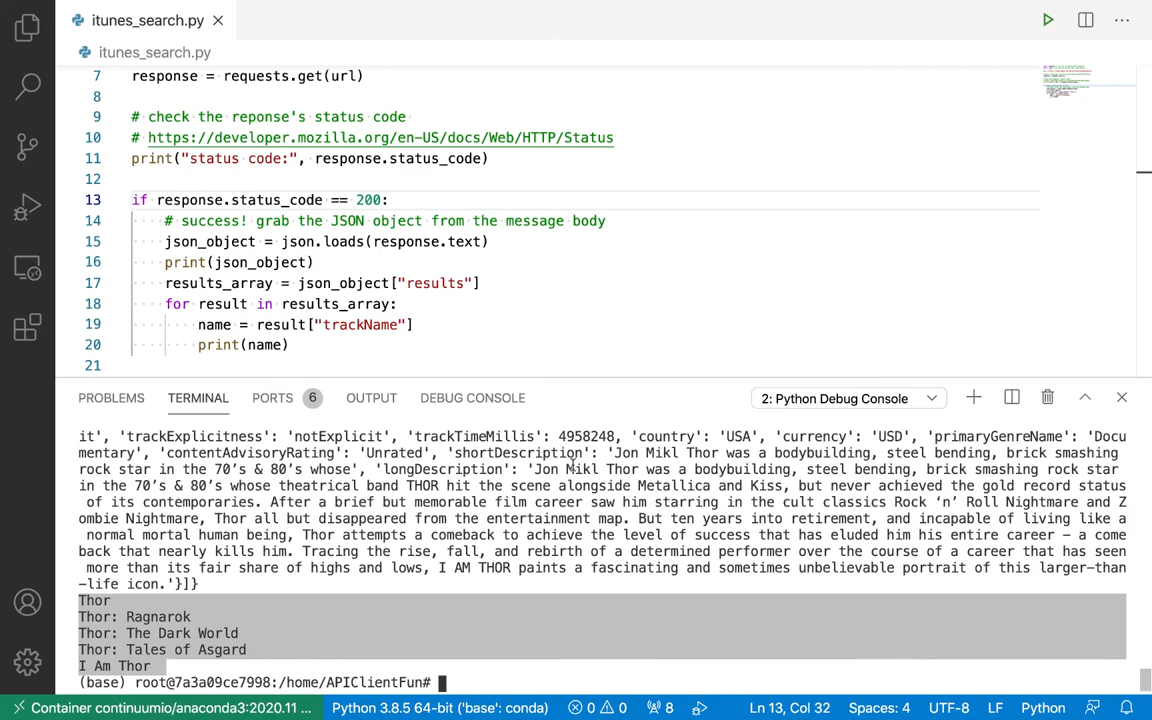 itunes_search.py
itunes_search.py
7 response = requests.get(url)
8
9 # check the reponse's status code
10 # https://developer.mozilla.org/en-US/docs/Web/HTTP/Status
11 print("status code:", response.status_code)
12
13 if response.status_code == 200:
14 # success! grab the JSON object from the message body
15 json_object = json.loads(response.text)
16 print(json_object)
17 results_array = json_object["results"]
18 for result in results_array:
19 name = result["trackName"]
20 print(name)
21
PROBLEMS TERMINAL PORTS 6 OUTPUT DEBUG CONSOLE 2: Python Debug Console
it', 'trackExplicitness': 'notExplicit', 'trackTimeMillis': 4958248, 'country': 'USA', 'currency': 'USD', 'primaryGenreName': 'Docu
mentary', 'contentAdvisoryRating': 'Unrated', 'shortDescription': 'Jon Mikl Thor was a bodybuilding, steel bending, brick smashing
rock star in the 70’s & 80’s whose', 'longDescription': 'Jon Mikl Thor was a bodybuilding, steel bending, brick smashing rock star
in the 70’s & 80’s whose theatrical band THOR hit the scene alongside Metallica and Kiss, but never achieved the gold record status
of its contemporaries. After a brief but memorable film career saw him starring in the cult classics Rock ‘n’ Roll Nightmare and Z
ombie Nightmare, Thor all but disappeared from the entertainment map. But ten years into retirement, and incapable of living like a
normal mortal human being, Thor attempts a comeback to achieve the level of success that has eluded him his entire career – a come
back that nearly kills him. Tracing the rise, fall, and rebirth of a determined performer over the course of a career that has seen
more than its fair share of highs and lows, I AM THOR paints a fascinating and sometimes unbelievable portrait of this larger-than
-life icon.'}]}
Thor
Thor: Ragnarok
Thor: The Dark World
Thor: Tales of Asgard
I Am Thor
(base) root@7a3a09ce7998:/home/APIClientFun#
Container continuumio/anaconda3:2020.11 ... Python 3.8.5 64-bit ('base': conda) 0 0 8 Ln 13, Col 32 Spaces: 4 UTF-8 LF Python